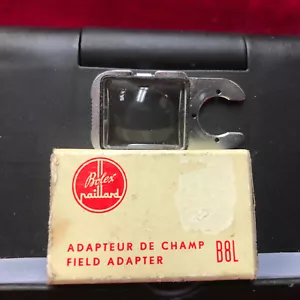 Bolex
paillard
ADAPTEUR DE CHAMP
FIELD ADAPTER
B8L